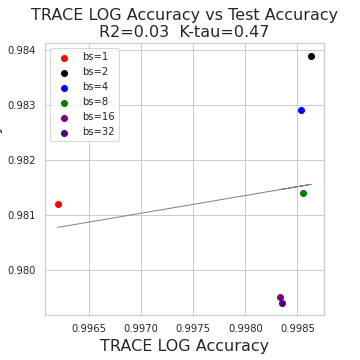 TRACE LOG Accuracy vs Test Accuracy
R2=0.03 K-tau=0.47
0.984
0.983
0.982
0.981
0.980
bs=1
bs=2
bs=4
bs=8
bs=16
bs=32
0.9965 0.9970 0.9975 0.9980 0.9985
TRACE LOG Accuracy